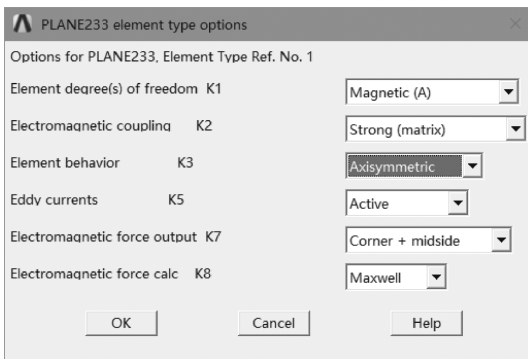 PLANE233 element type options
Options for PLANE233, Element Type Ref. No. 1
Element degree(s) of freedom K1 Magnetic (A)
Electromagnetic coupling K2 Strong (matrix)
Element behavior K3 Axisymmetric
Eddy currents K5 Active
Electromagnetic force output K7 Corner + midside
Electromagnetic force calc K8 Maxwell
OK Cancel Help